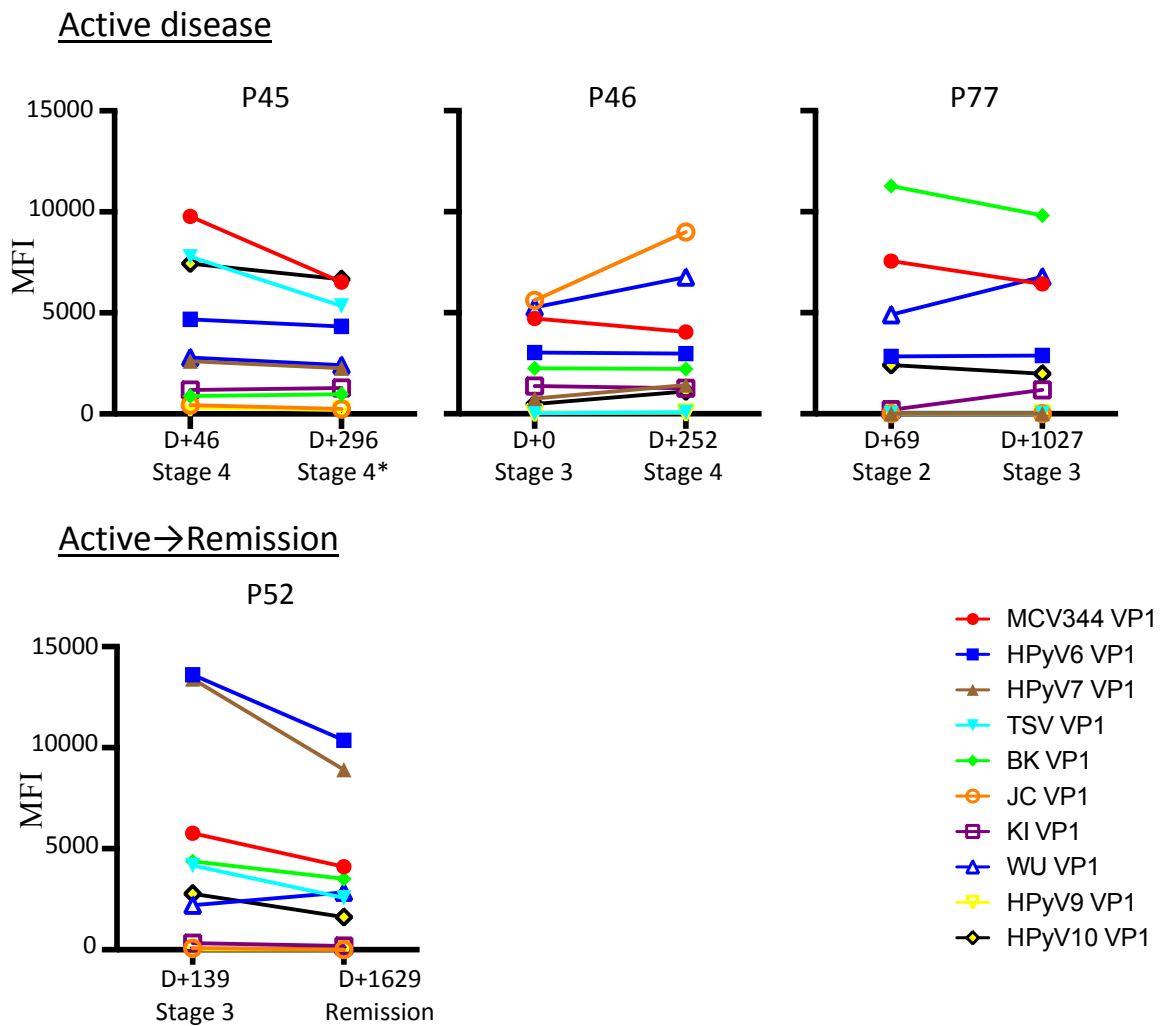 Active disease
P45 P46 P77
15000
10000
5000
0
MFI
D+46 D+296 D+0 D+252 D+69 D+1027
Stage 4 Stage 4* Stage 3 Stage 4 Stage 2 Stage 3
Active→Remission
P52
15000
10000
5000
0
MFI
D+139 D+1629
Stage 3 Remission
MCV344 VP1
HPyV6 VP1
HPyV7 VP1
TSV VP1
BK VP1
JC VP1
KI VP1
WU VP1
HPyV9 VP1
HPyV10 VP1